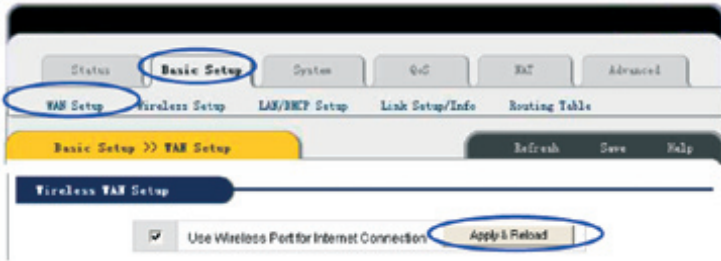 Status Basic Setup System QoS NAT Advanced
WAN Setup Wireless Setup LAN/DHCP Setup Link Setup/Info Routing Table
Basic Setup >> WAN Setup Refresh Save Help
Wireless WAN Setup
Use Wireless Port for Internet Connection Apply & Reload